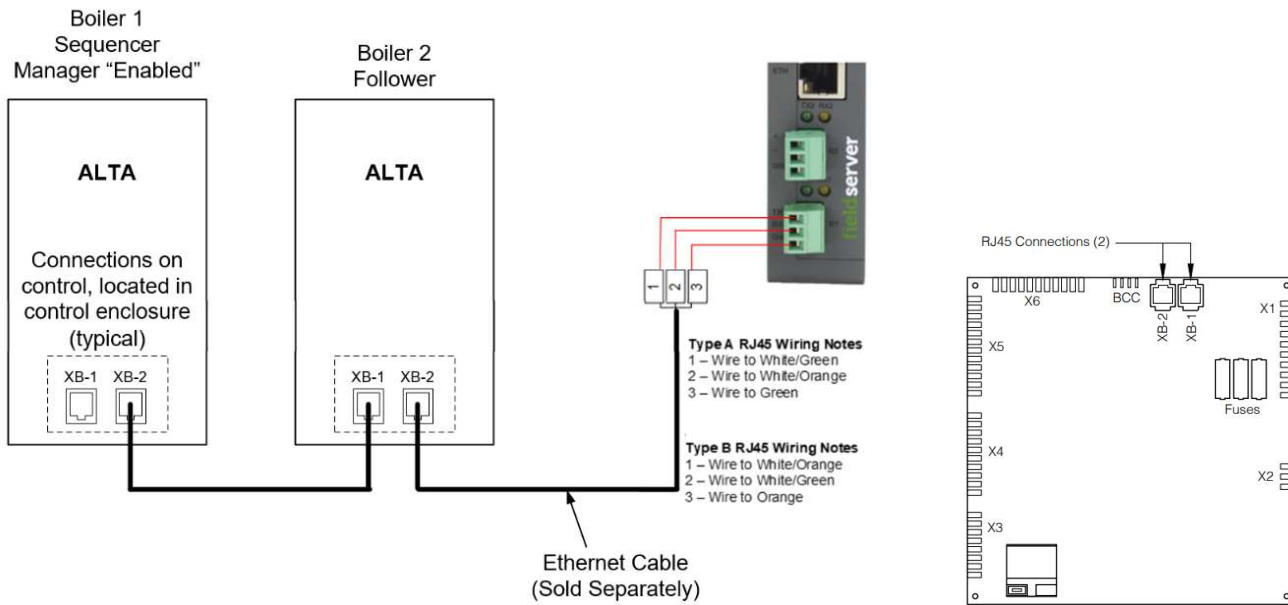 Boiler 1
Sequencer
Manager “Enabled”
Boiler 2
Follower
ALTA
ALTA
Connections on
control, located in
control enclosure
(typical)
XB-1 XB-2
XB-1 XB-2
ETH
TX2 RX2
fieldserver
1 2 3
Type A RJ45 Wiring Notes
1 – Wire to White/Green
2 – Wire to White/Orange
3 – Wire to Green
Type B RJ45 Wiring Notes
1 – Wire to White/Orange
2 – Wire to White/Green
3 – Wire to Orange
Ethernet Cable
(Sold Separately)
RJ45 Connections (2)
X6
BCC
XB-2
XB-1
X1
X5
Fuses
X4
X2
X3